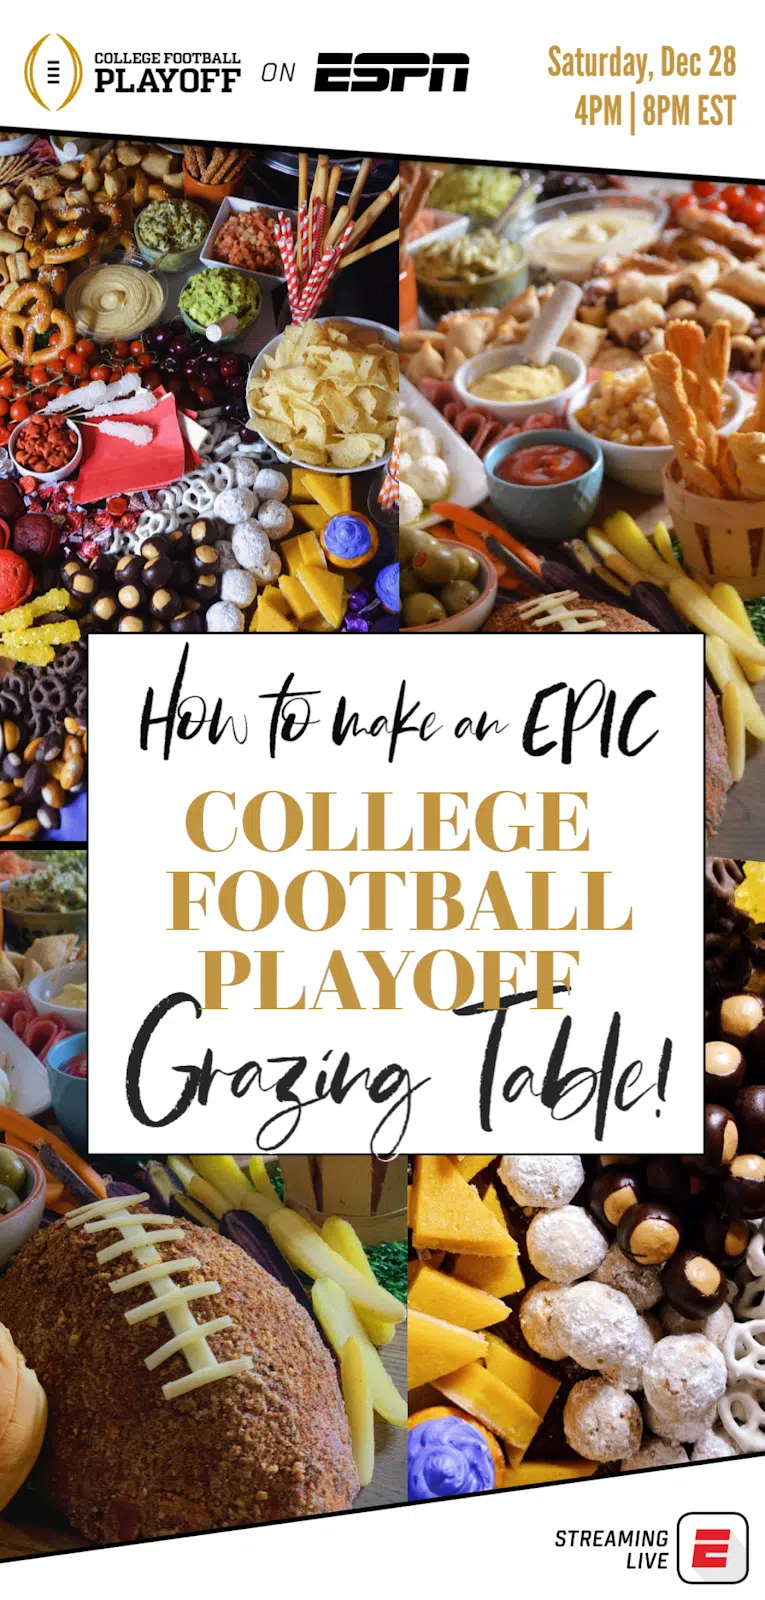 COLLEGE FOOTBALL
PLAYOFF
ON
ESPN
Saturday, Dec 28
4PM | 8PM EST
How to make an EPIC
COLLEGE
FOOTBALL
PLAYOFF
Grazing Table!
STREAMING
LIVE
E